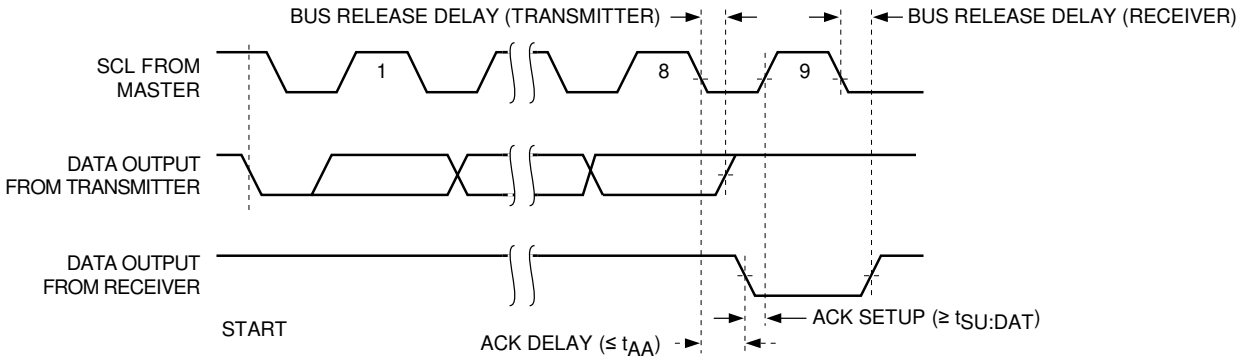 BUS RELEASE DELAY (TRANSMITTER)
BUS RELEASE DELAY (RECEIVER)
SCL FROM
MASTER
1
8
9
DATA OUTPUT
FROM TRANSMITTER
DATA OUTPUT
FROM RECEIVER
START
ACK SETUP (≥ tSU:DAT)
ACK DELAY (≤ tAA)